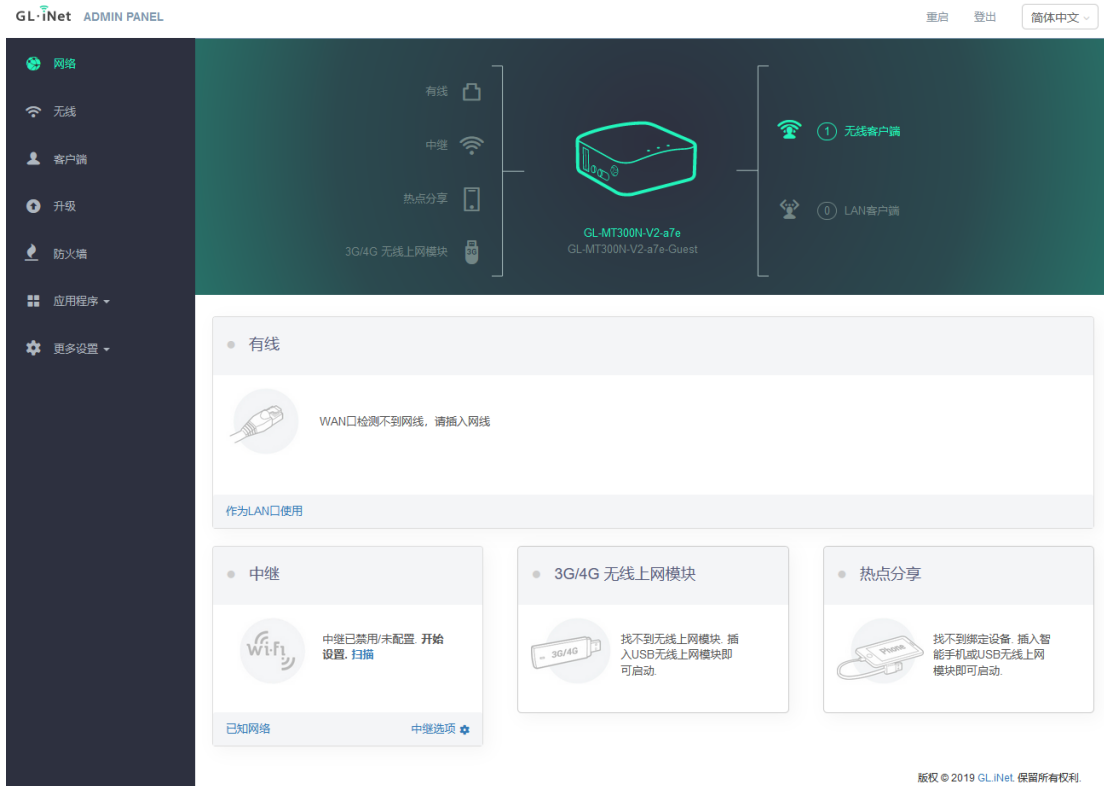 GL·iNet ADMIN PANEL
重启 登出 简体中文
网络
无线
客户端
升级
防火墙
应用程序
更多设置
有线
中继
热点分享
3G/4G 无线上网模块
3G
GL-MT300N-V2-a7e
GL-MT300N-V2-a7e-Guest
1 无线客户端
0 LAN客户端
有线
WAN口检测不到网线，请插入网线
作为LAN口使用
中继
Wi-Fi
中继已禁用/未配置. 开始
设置. 扫描
已知网络 中继选项
3G/4G 无线上网模块
3G/4G
找不到无线上网模块. 插
入USB无线上网模块即
可启动.
热点分享
Phone
找不到绑定设备. 插入智
能手机或USB无线上网
模块即可启动.
版权 © 2019 GL.iNet. 保留所有权利.